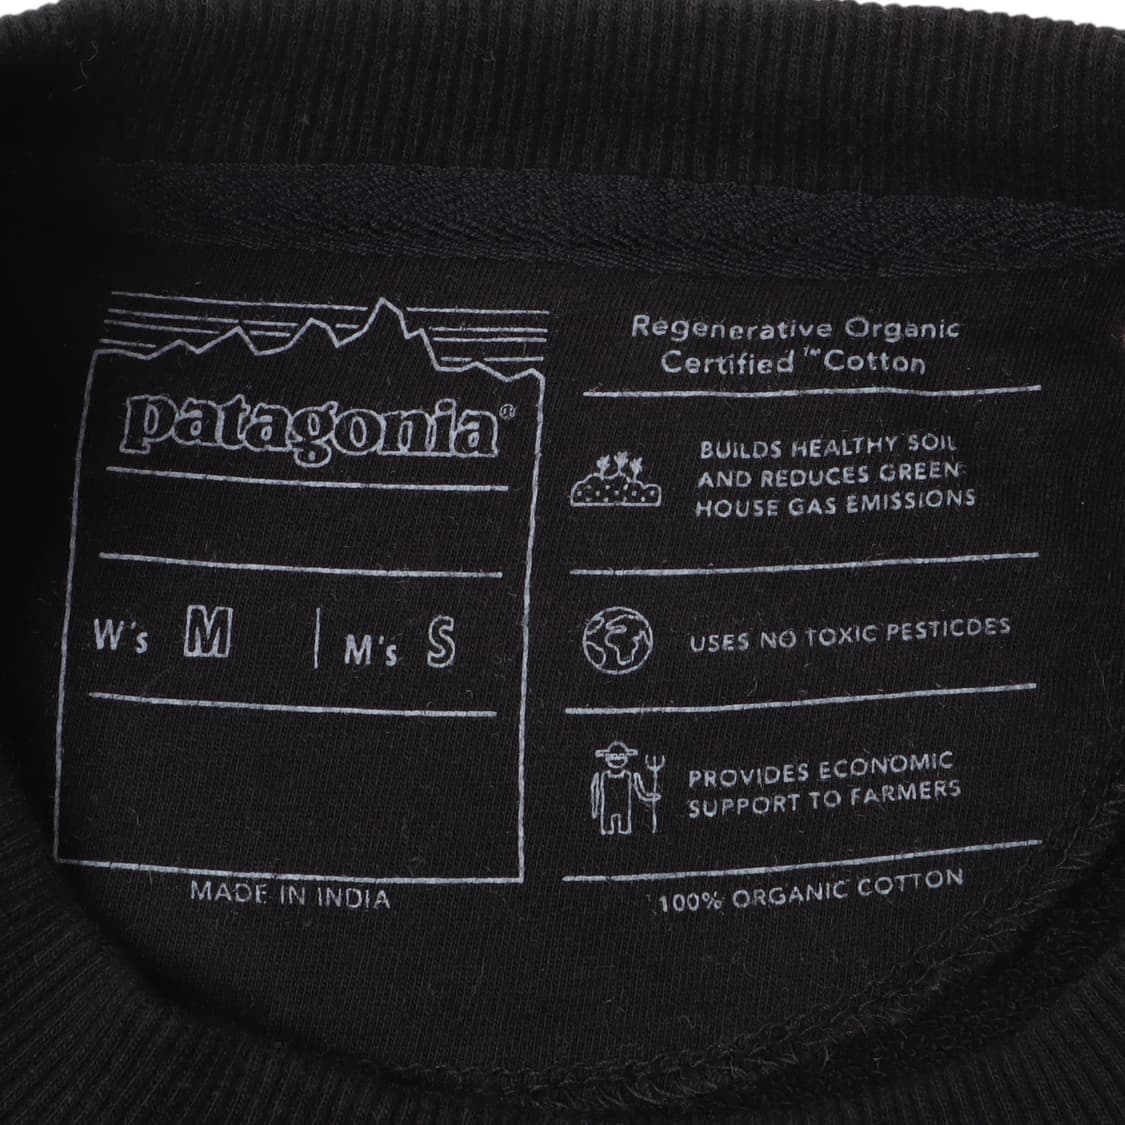 patagonia®
W's M | M's S
MADE IN INDIA
Regenerative Organic
Certified™ Cotton
BUILDS HEALTHY SOIL
AND REDUCES GREEN
HOUSE GAS EMISSIONS
USES NO TOXIC PESTICDES
PROVIDES ECONOMIC
SUPPORT TO FARMERS
100% ORGANIC COTTON